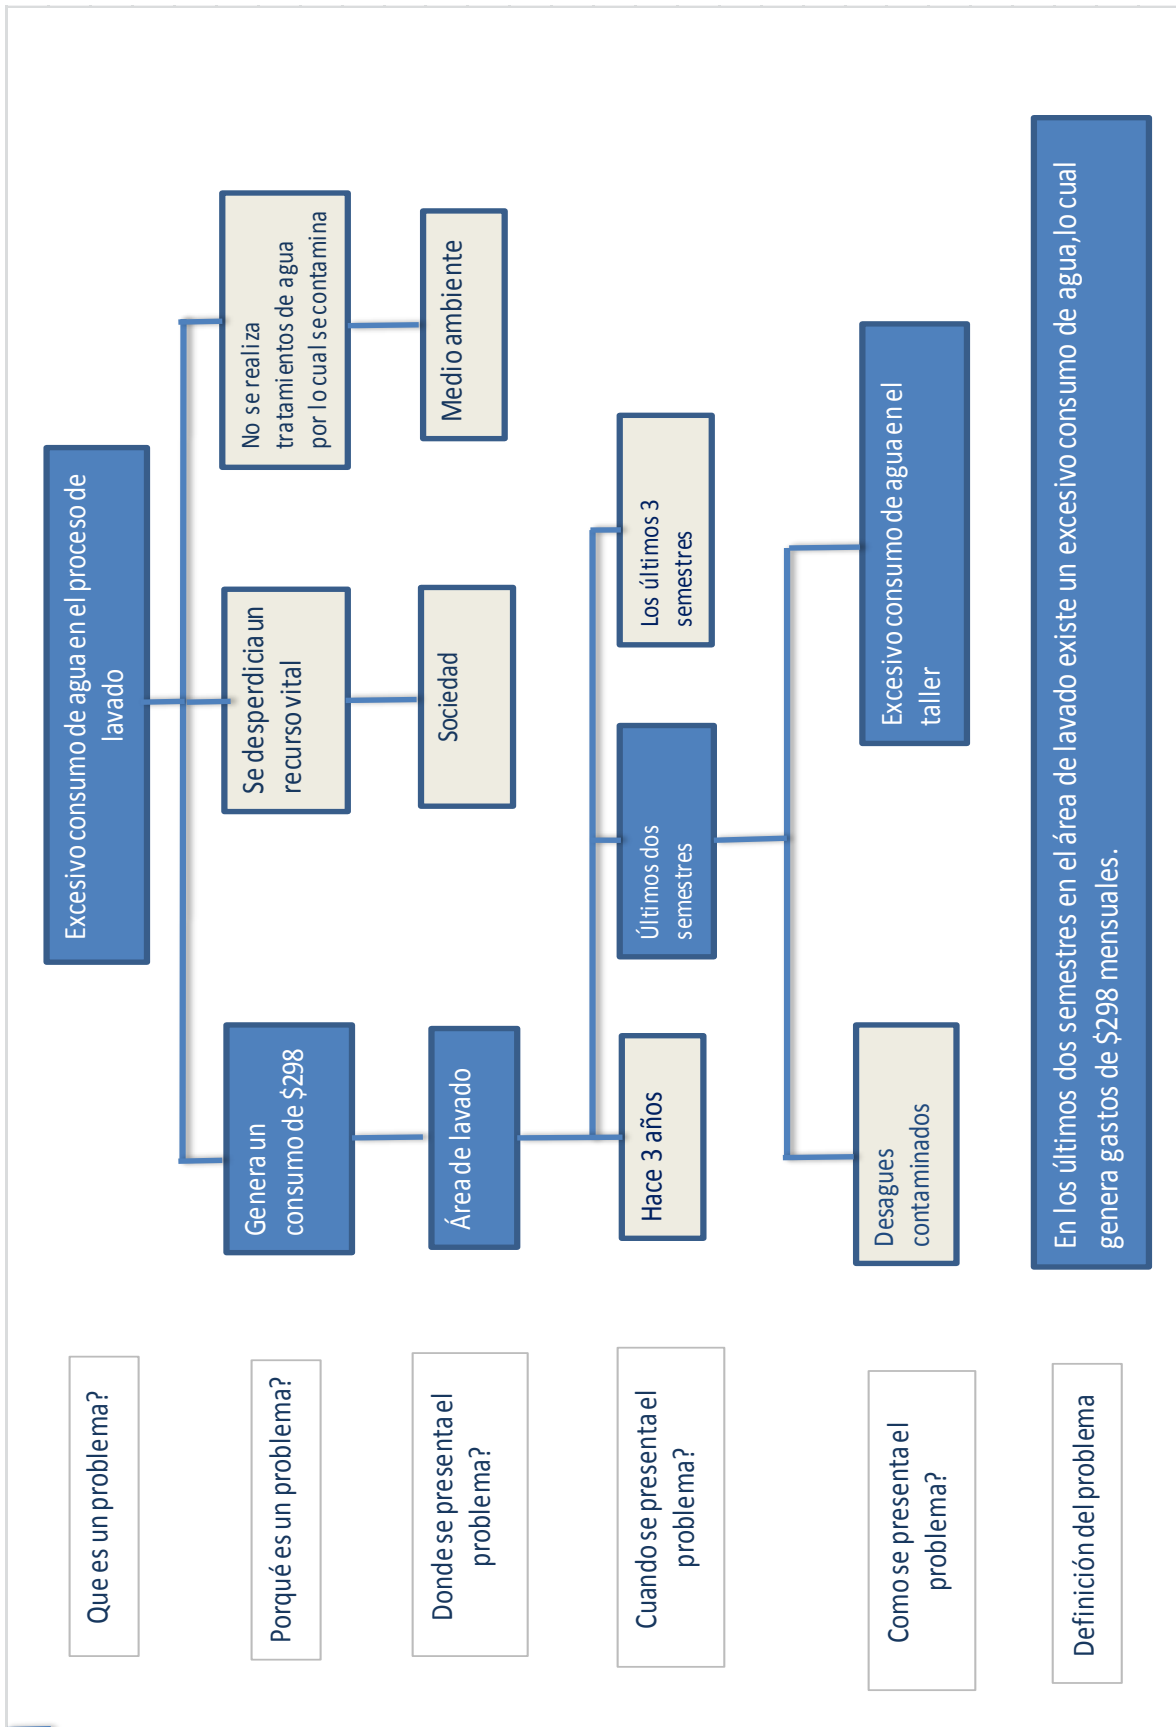 Que es un problema?
Excesivo consumo de agua en el proceso de
lavado
Porqué es un problema?
Genera un
consumo de $298
Se desperdicia un
recurso vital
No se realiza
tratamientos de agua
por lo cual se contamina
Donde se presenta el
problema?
Área de lavado
Sociedad
Medio ambiente
Cuando se presenta el
problema?
Hace 3 años
Últimos dos
semestres
Los últimos 3
semestres
Como se presenta el
problema?
Desagues
contaminados
Excesivo consumo de agua en el
taller
Definición del problema
En los últimos dos semestres en el área de lavado existe un excesivo consumo de agua,lo cual
genera gastos de $298 mensuales.